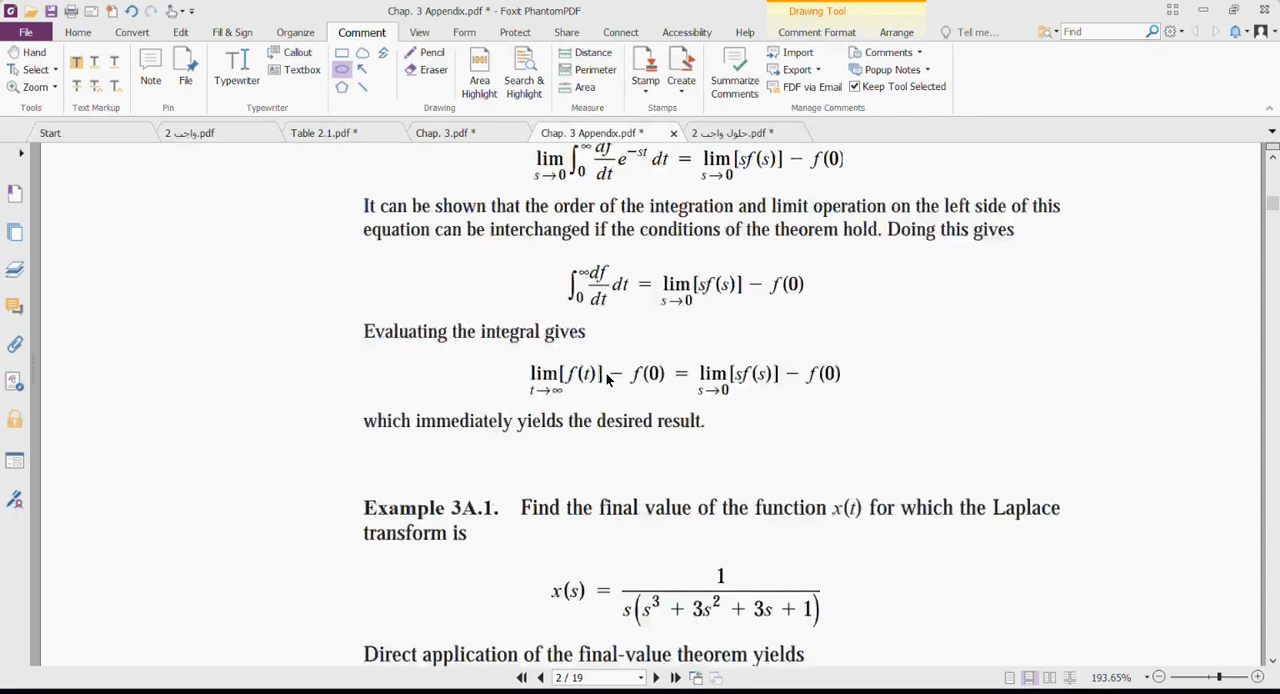 Chap. 3 Appendix.pdf * - Foxit PhantomPDF
Drawing Tool
File Home Convert Edit Fill & Sign Organize Comment View Form Protect Share Connect Accessibility Help Comment Format Arrange Tell me... Find
Hand
Select
Zoom
Tools
Text Markup
Note
File
Pin
Typewriter
Callout
Textbox
Typewriter
Pencil
Eraser
Drawing
Area Highlight
Search & Highlight
Distance
Perimeter
Area
Measure
Stamp
Create
Stamps
Summarize Comments
Import
Export
FDF via Email
Comments
Popup Notes
Keep Tool Selected
Manage Comments
Start
واجب 2.pdf
Table 2.1.pdf *
Chap. 3.pdf *
Chap. 3 Appendix.pdf *
حلول واجب 2.pdf *
lim s→0 ∫₀^∞ df/dt e^−st dt = lim s→0 [sf(s)] − f(0)
It can be shown that the order of the integration and limit operation on the left side of this
equation can be interchanged if the conditions of the theorem hold. Doing this gives
∫₀^∞ df/dt dt = lim s→0 [sf(s)] − f(0)
Evaluating the integral gives
lim t→∞ [f(t)] − f(0) = lim s→0 [sf(s)] − f(0)
which immediately yields the desired result.
Example 3A.1. Find the final value of the function x(t) for which the Laplace
transform is
x(s) = 1 / s(s³ + 3s² + 3s + 1)
Direct application of the final-value theorem yields
2 / 19
193.65%